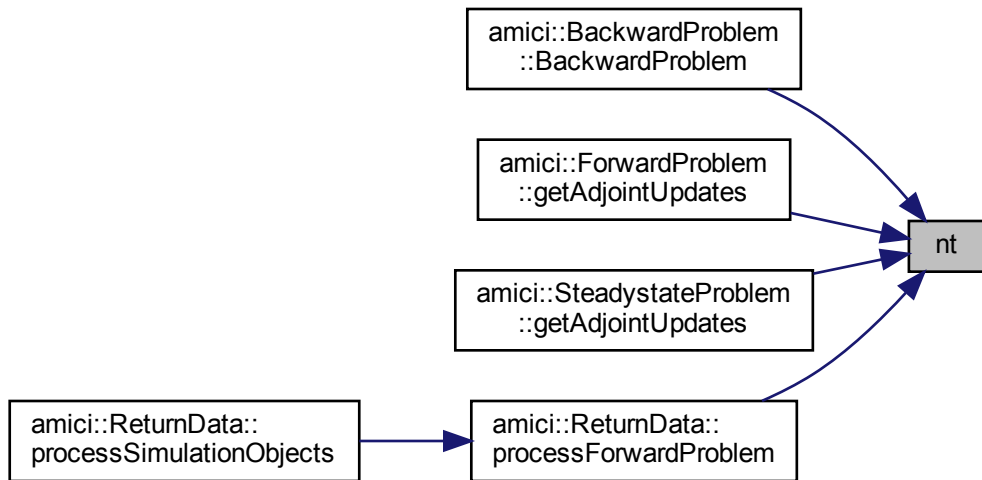 amici::BackwardProblem
::BackwardProblem
amici::ForwardProblem
::getAdjointUpdates
nt
amici::SteadystateProblem
::getAdjointUpdates
amici::ReturnData::
processSimulationObjects
amici::ReturnData::
processForwardProblem